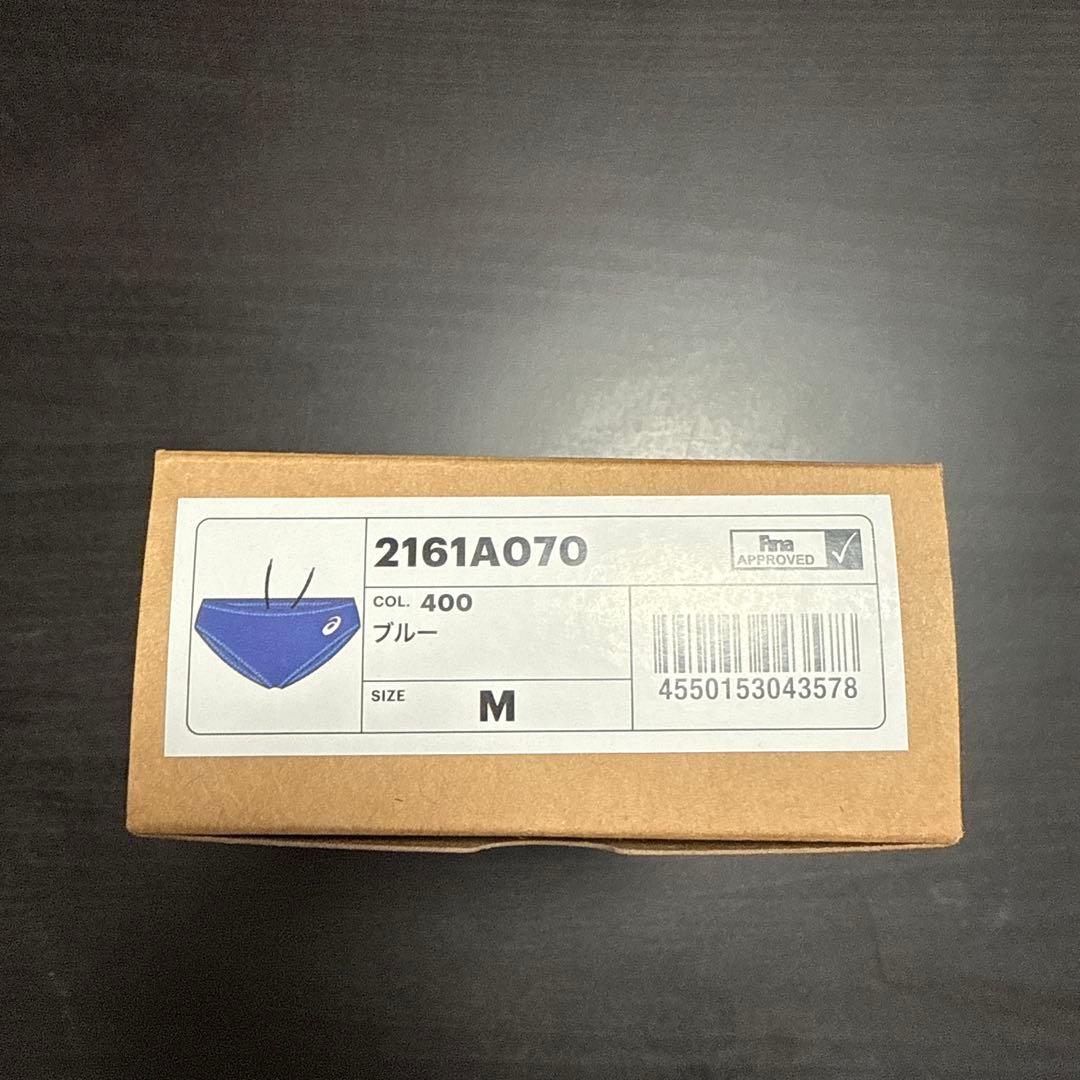 2161A070
Fina
APPROVED
COL. 400
ブルー
SIZE
M
4550153043578